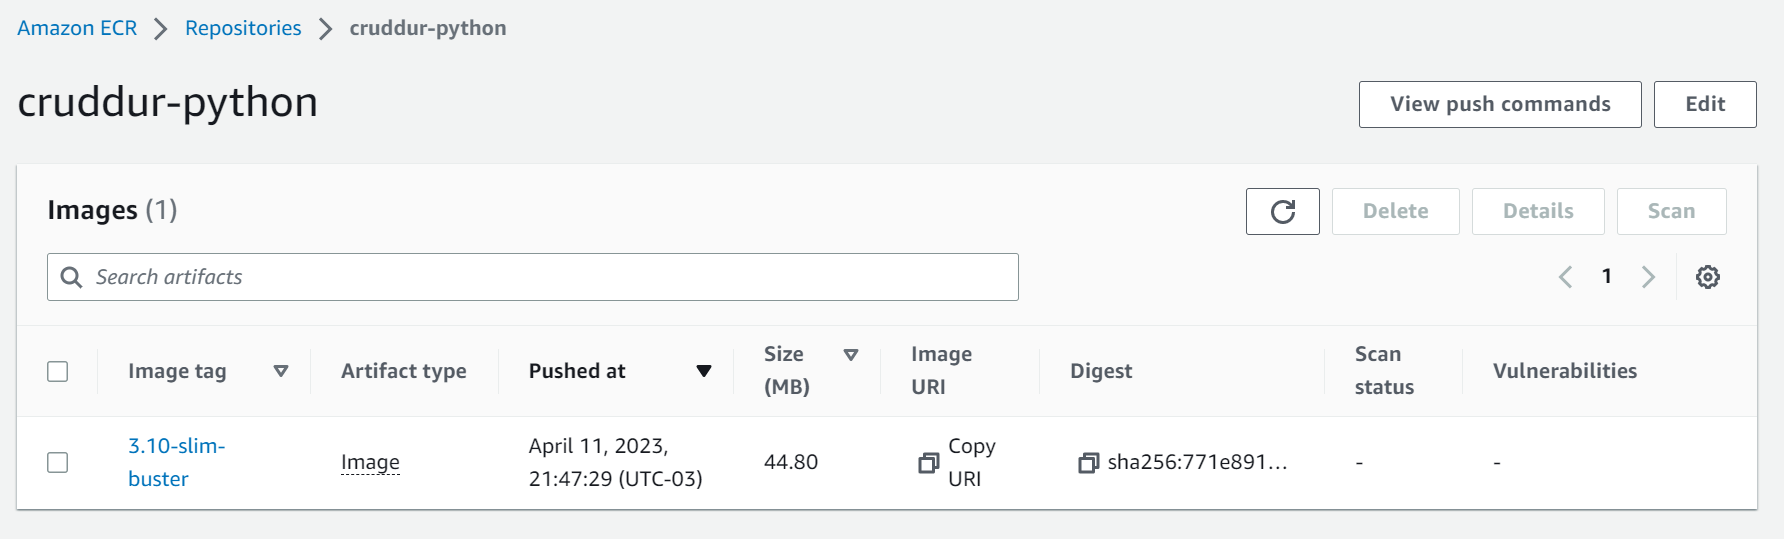 Amazon ECR > Repositories > cruddur-python
cruddur-python
View push commands
Edit
Images (1)
Delete
Details
Scan
Search artifacts
1
Image tag
Artifact type
Pushed at
Size
(MB)
Image
URI
Digest
Scan
status
Vulnerabilities
3.10-slim-
buster
Image
April 11, 2023,
21:47:29 (UTC-03)
44.80
Copy
URI
sha256:771e891...
-
-